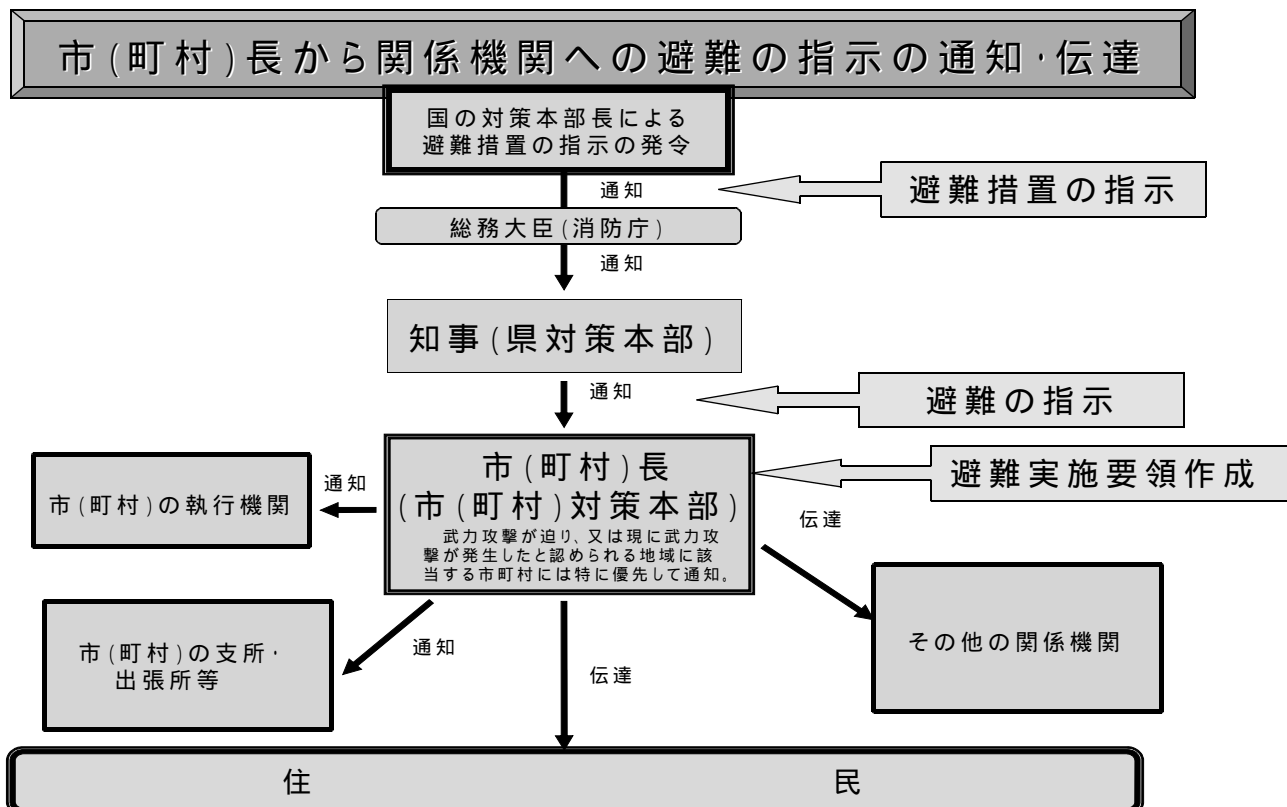 市(町村)長から関係機関への避難の指示の通知・伝達
国の対策本部長による
避難措置の指示の発令
通知
避難措置の指示
総務大臣(消防庁)
通知
知事(県対策本部)
通知
避難の指示
市(町村)長
(市(町村)対策本部)
武力攻撃が迫り、又は現に武力攻
撃が発生したと認められる地域に該
当する市町村には特に優先して通知。
避難実施要領作成
通知
市(町村)の執行機関
伝達
その他の関係機関
市(町村)の支所・
出張所等
通知
伝達
住民